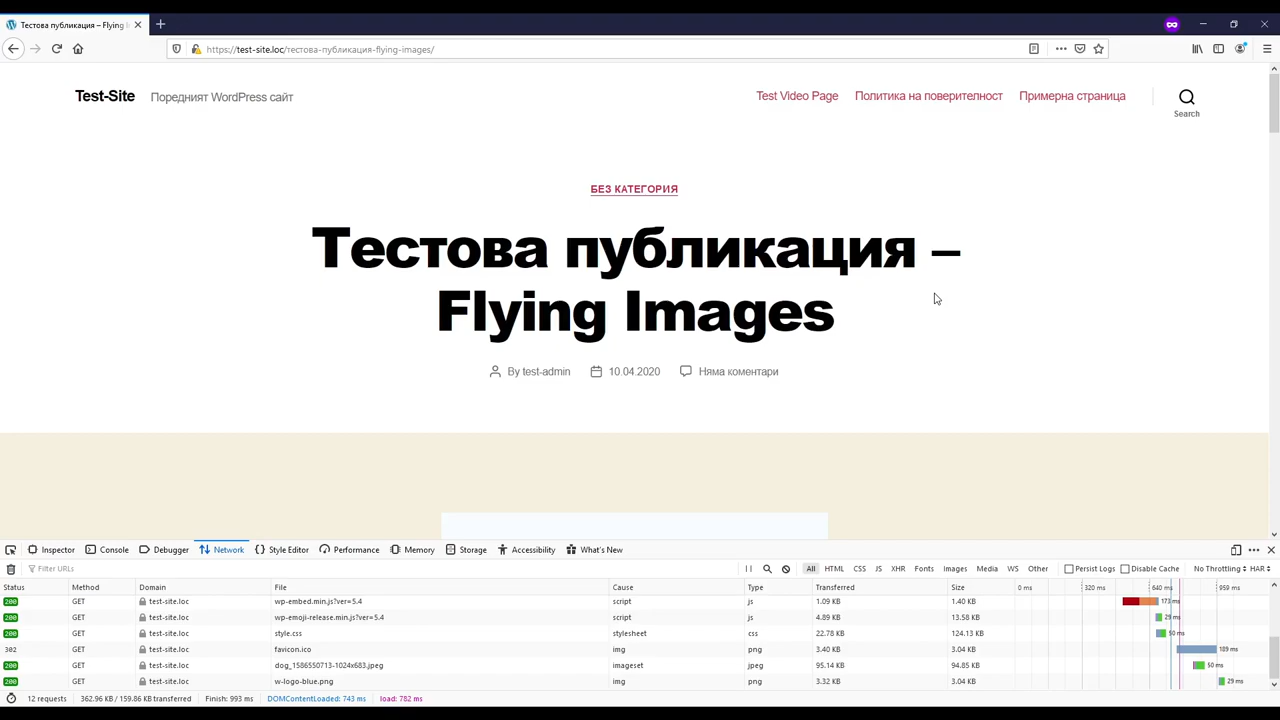 Тестова публикация – Flying I
https://test-site.loc/тестова-публикация-flying-images/
Test-Site Поредният WordPress сайт Test Video Page Политика на поверителност Примерна страница
Search
БЕЗ КАТЕГОРИЯ
Тестова публикация –
Flying Images
By test-admin 10.04.2020 Няма коментари
Inspector Console Debugger Network Style Editor Performance Memory Storage Accessibility What's New
Filter URLs All HTML CSS JS XHR Fonts Images Media WS Other Persist Logs Disable Cache No Throttling HAR
Status Method Domain File Cause Type Transferred Size 0 ms 320 ms 640 ms 959 ms
200 GET test-site.loc wp-embed.min.js?ver=5.4 script js 1.09 KB 1.40 KB 173 ms
200 GET test-site.loc wp-emoji-release.min.js?ver=5.4 script js 4.89 KB 13.58 KB 29 ms
200 GET test-site.loc style.css stylesheet css 22.78 KB 124.13 KB 50 ms
302 GET test-site.loc favicon.ico img png 3.40 KB 3.04 KB 189 ms
200 GET test-site.loc dog_1586550713-1024x683.jpeg imageset jpeg 95.14 KB 94.85 KB 50 ms
200 GET test-site.loc w-logo-blue.png img png 3.32 KB 3.04 KB 29 ms
12 requests 362.96 KB / 159.86 KB transferred Finish: 993 ms DOMContentLoaded: 743 ms load: 782 ms